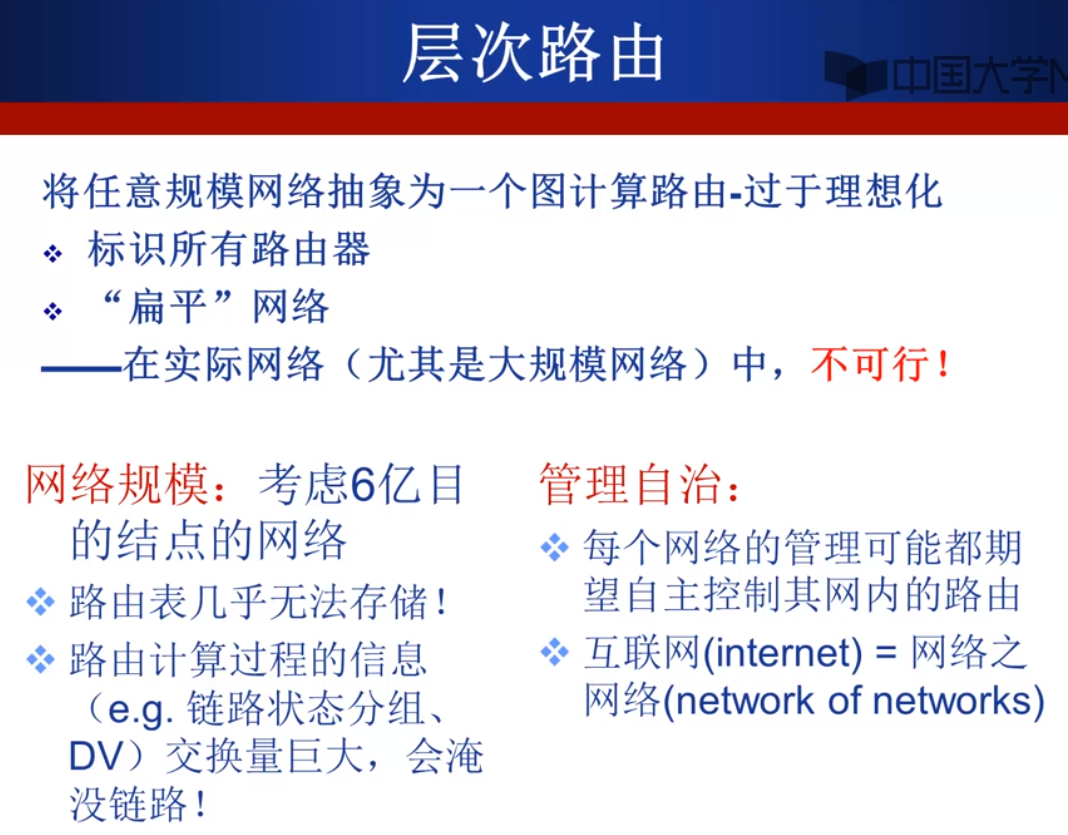 层次路由
中国大学M
将任意规模网络抽象为一个图计算路由-过于理想化
❖ 标识所有路由器
❖ “扁平”网络
——在实际网络（尤其是大规模网络）中，不可行！
网络规模：考虑6亿目
的结点的网络
❖ 路由表几乎无法存储！
❖ 路由计算过程的信息
（e.g. 链路状态分组、
DV）交换量巨大，会淹
没链路！
管理自治：
❖ 每个网络的管理可能都期
望自主控制其网内的路由
❖ 互联网(internet) = 网络之
网络(network of networks)